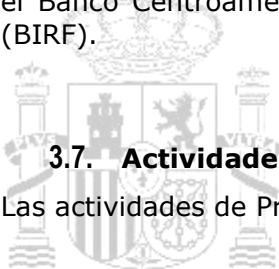 el Banco Centroame
(BIRF).
3.7. Actividade
Las actividades de Pr